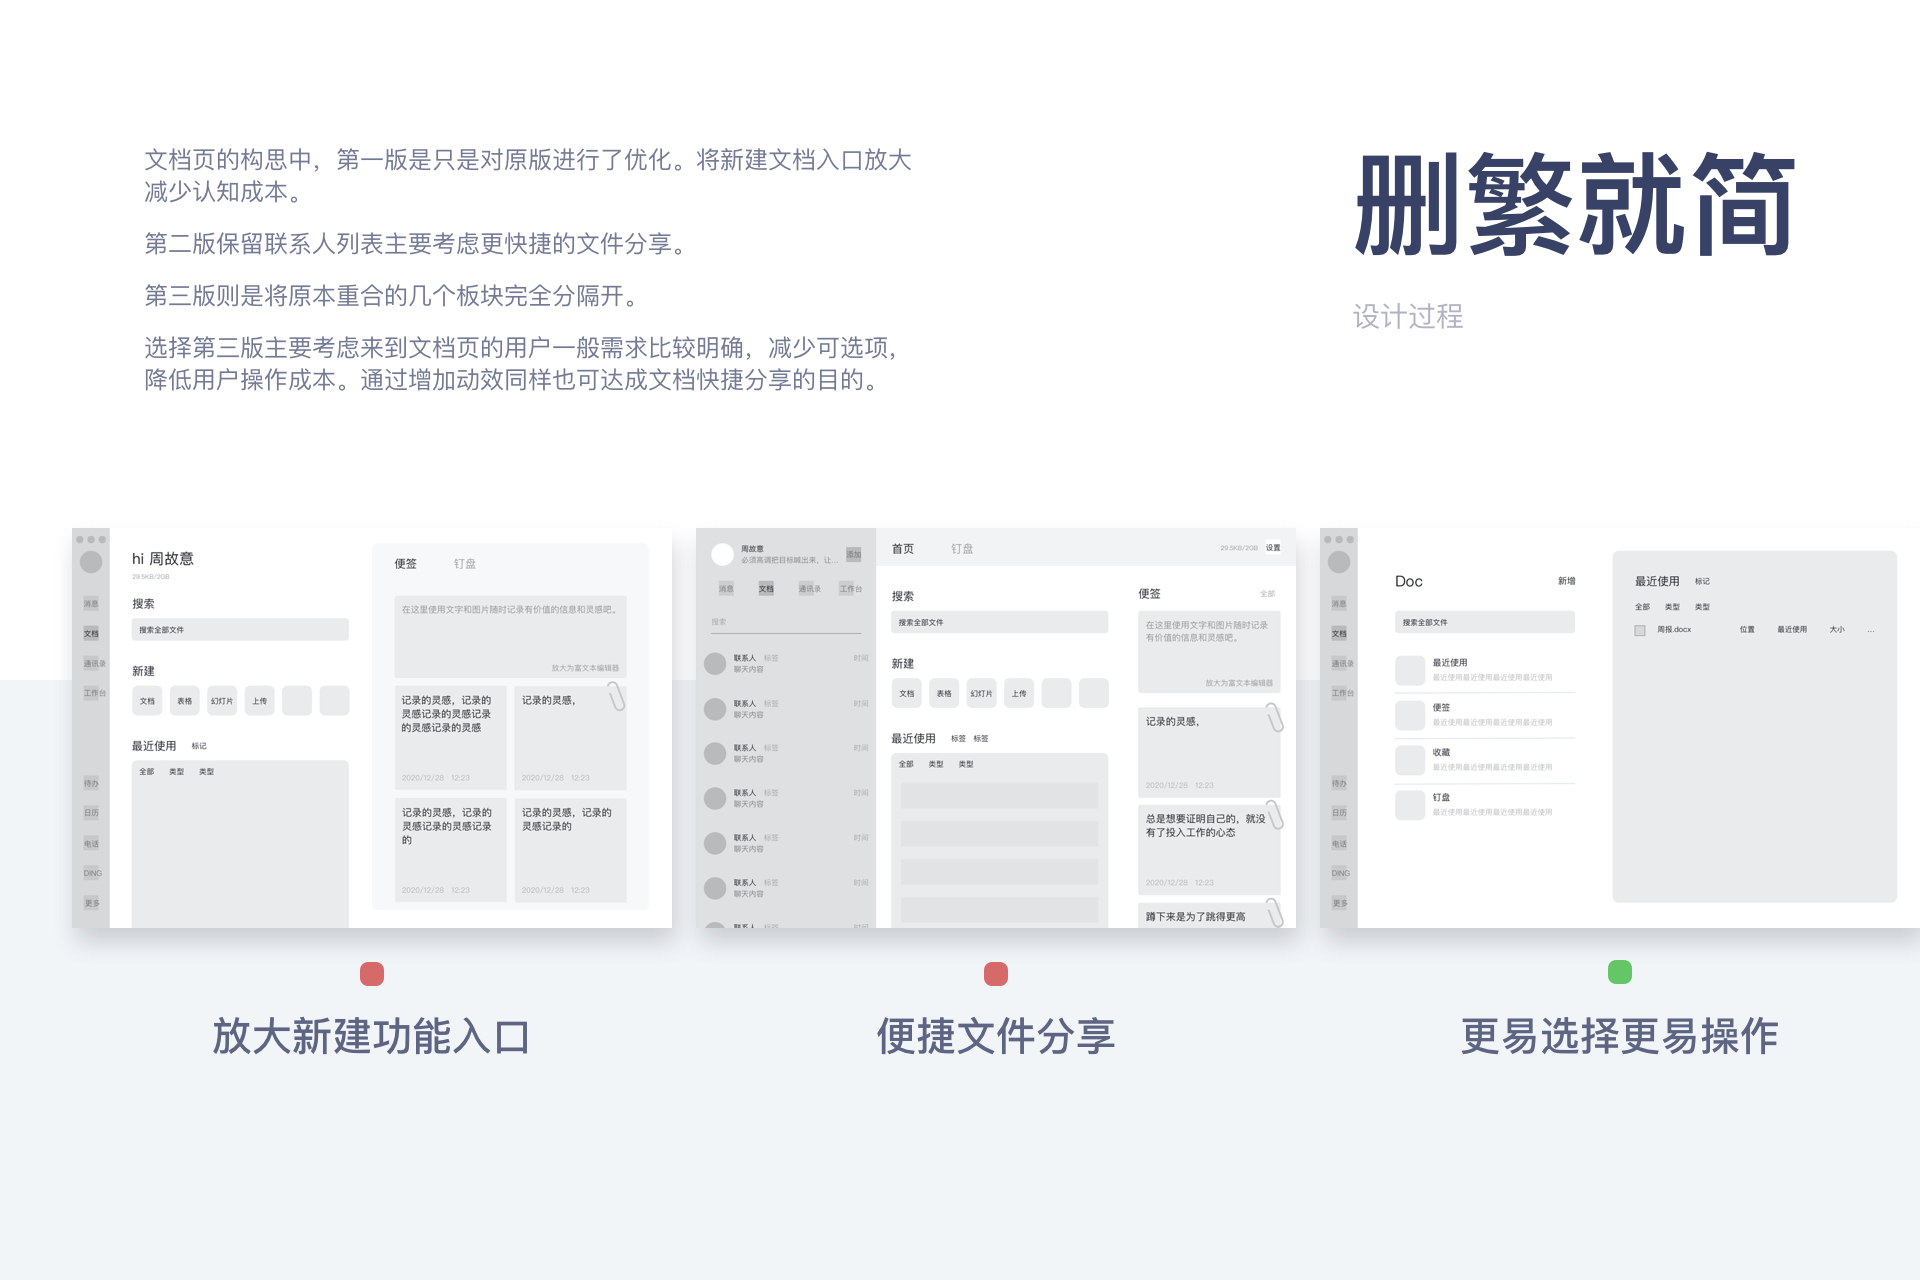 文档页的构思中，第一版是只是对原版进行了优化。将新建文档入口放大
减少认知成本。
第二版保留联系人列表主要考虑更快捷的文件分享。
第三版则是将原本重合的几个板块完全分隔开。
选择第三版主要考虑来到文档页的用户一般需求比较明确，减少可选项，
降低用户操作成本。通过增加动效同样也可达成文档快捷分享的目的。
删繁就简
设计过程
hi 周故意
29.5KB/2GB
搜索
搜索全部文件
新建
文档 表格 幻灯片 上传
最近使用 标记
全部 类型 类型
消息
文档
通讯录
工作台
待办
日历
电话
DING
更多
便签 钉盘
在这里使用文字和图片随时记录有价值的信息和灵感吧。
放大为富文本编辑器
记录的灵感，记录的
灵感记录的灵感记录
的灵感记录的灵感
2020/12/28 12:23
记录的灵感，
2020/12/28 12:23
记录的灵感，记录的
灵感记录的灵感记录
的
2020/12/28 12:23
记录的灵感，记录的
灵感记录的
2020/12/28 12:23
周故意
必须高调把目标喊出来，让...
添加
消息 文档 通讯录 工作台
搜索
联系人 标签 时间
聊天内容
联系人 标签 时间
聊天内容
联系人 标签 时间
聊天内容
联系人 标签 时间
聊天内容
联系人 标签 时间
聊天内容
联系人 标签 时间
聊天内容
联系人 标签 时间
首页 钉盘
29.5KB/2GB 设置
搜索
搜索全部文件
新建
文档 表格 幻灯片 上传
最近使用 标签 标签
全部 类型 类型
便签 全部
在这里使用文字和图片随时记录
有价值的信息和灵感吧。
放大为富文本编辑器
记录的灵感，
2020/12/28 12:23
总是想要证明自己的，就没
有了投入工作的心态
2020/12/28 12:23
蹲下来是为了跳得更高
消息
文档
通讯录
工作台
待办
日历
电话
DING
更多
Doc 新增
搜索全部文件
最近使用
最近使用最近使用最近使用最近使用
便签
最近使用最近使用最近使用最近使用
收藏
最近使用最近使用最近使用最近使用
钉盘
最近使用最近使用最近使用最近使用
最近使用 标记
全部 类型 类型
周报.docx 位置 最近使用 大小 ...
放大新建功能入口
便捷文件分享
更易选择更易操作